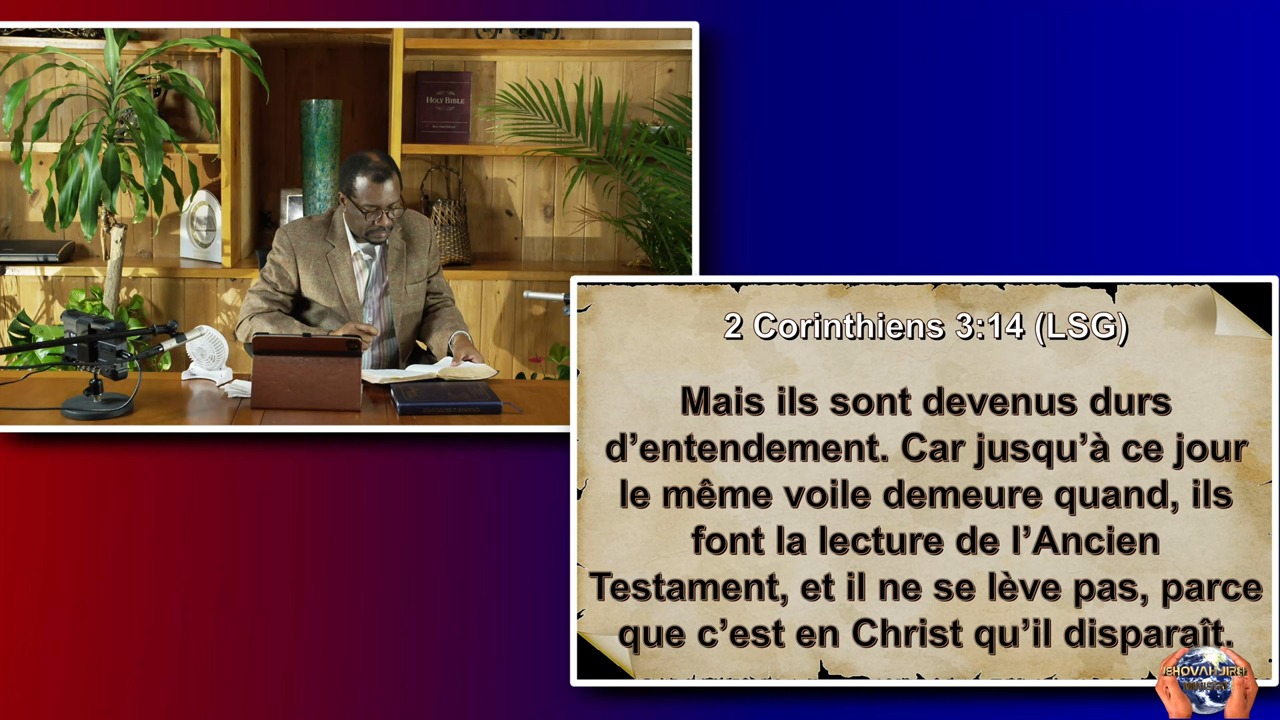 HOLY BIBLE
2 Corinthiens 3:14 (LSG)
Mais ils sont devenus durs
d’entendement. Car jusqu’à ce jour
le même voile demeure quand, ils
font la lecture de l’Ancien
Testament, et il ne se lève pas, parce
que c’est en Christ qu’il disparaît.
JEHOVAH JIREH